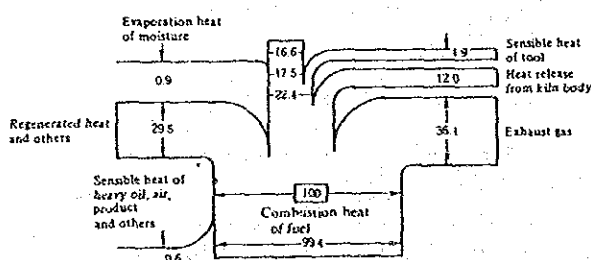 Evaporation heat
of moisture
0.9
16.6
17.5
22.4
1.9
Sensible heat
of tool
12.0
Heat release
from kiln body
Regenerated heat
and others
29.5
36.1
Exhaust gas
Sensible heat of
heavy oil, air,
product
and others
0.6
100
Combustion heat
of fuel
99.4